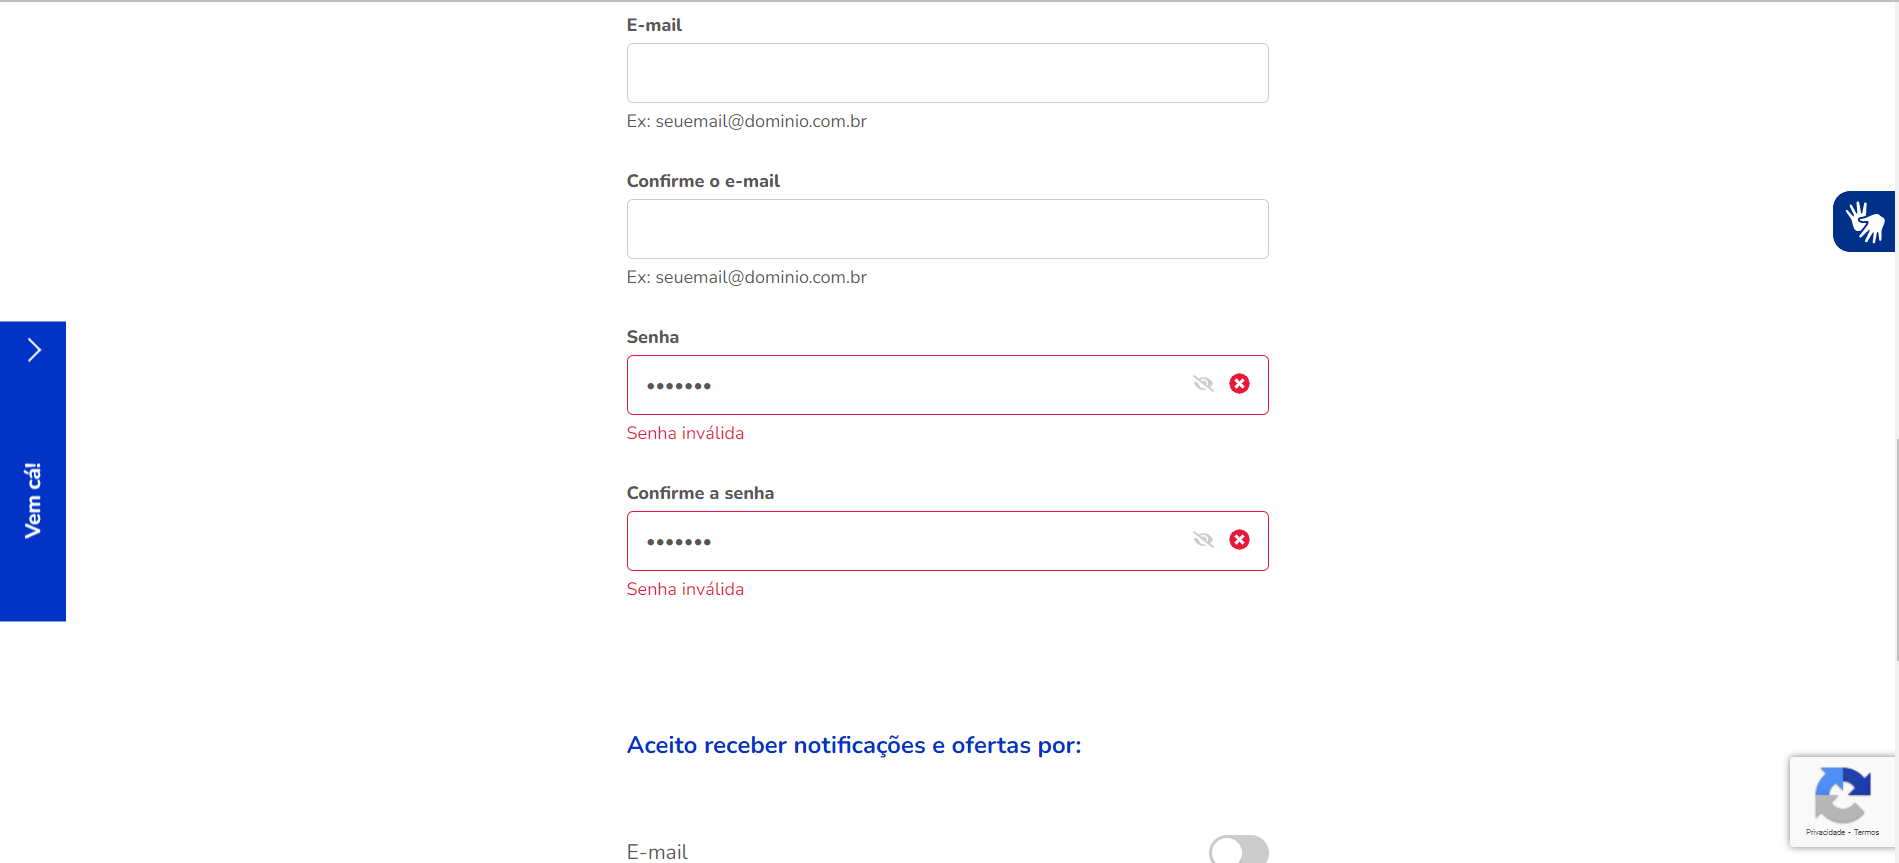 E-mail
Ex: seuemail@dominio.com.br
Confirme o e-mail
Ex: seuemail@dominio.com.br
Senha
•••••••
Senha inválida
Confirme a senha
•••••••
Senha inválida
Vem cá!
Aceito receber notificações e ofertas por:
E-mail
Privacidade - Termos